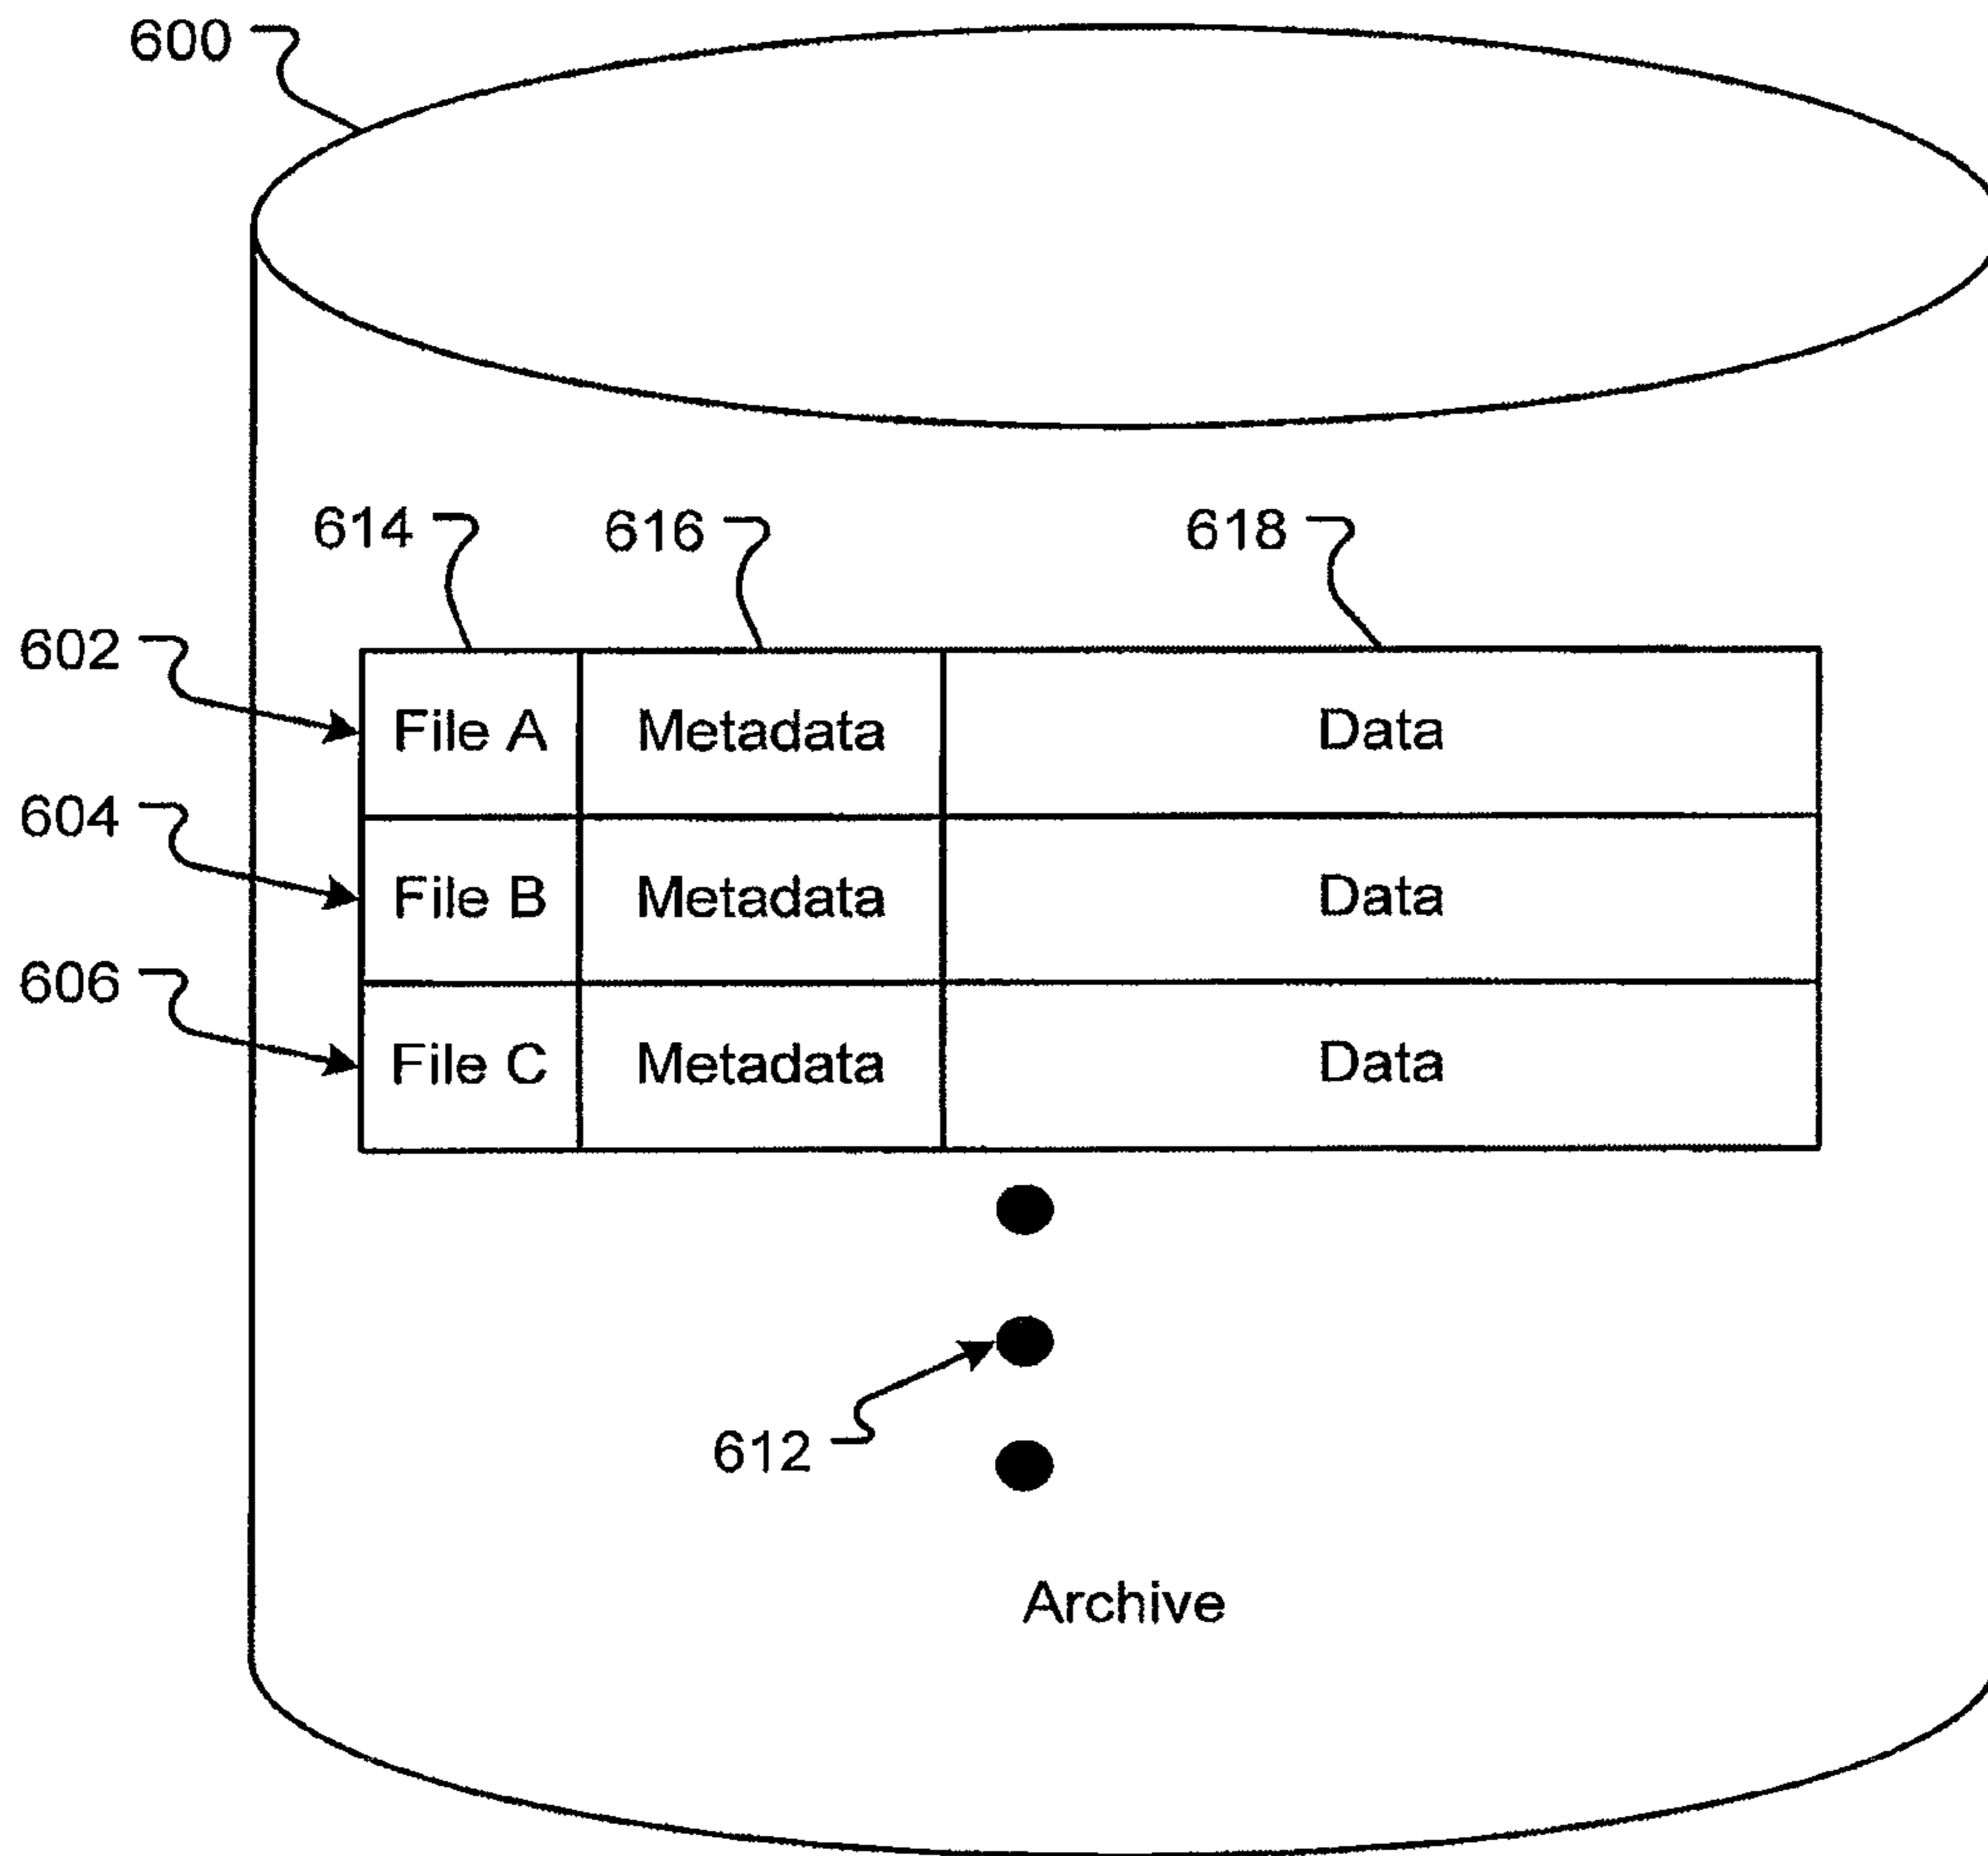 600
614 616 618
602
File A Metadata Data
604
File B Metadata Data
606
File C Metadata Data
612
Archive